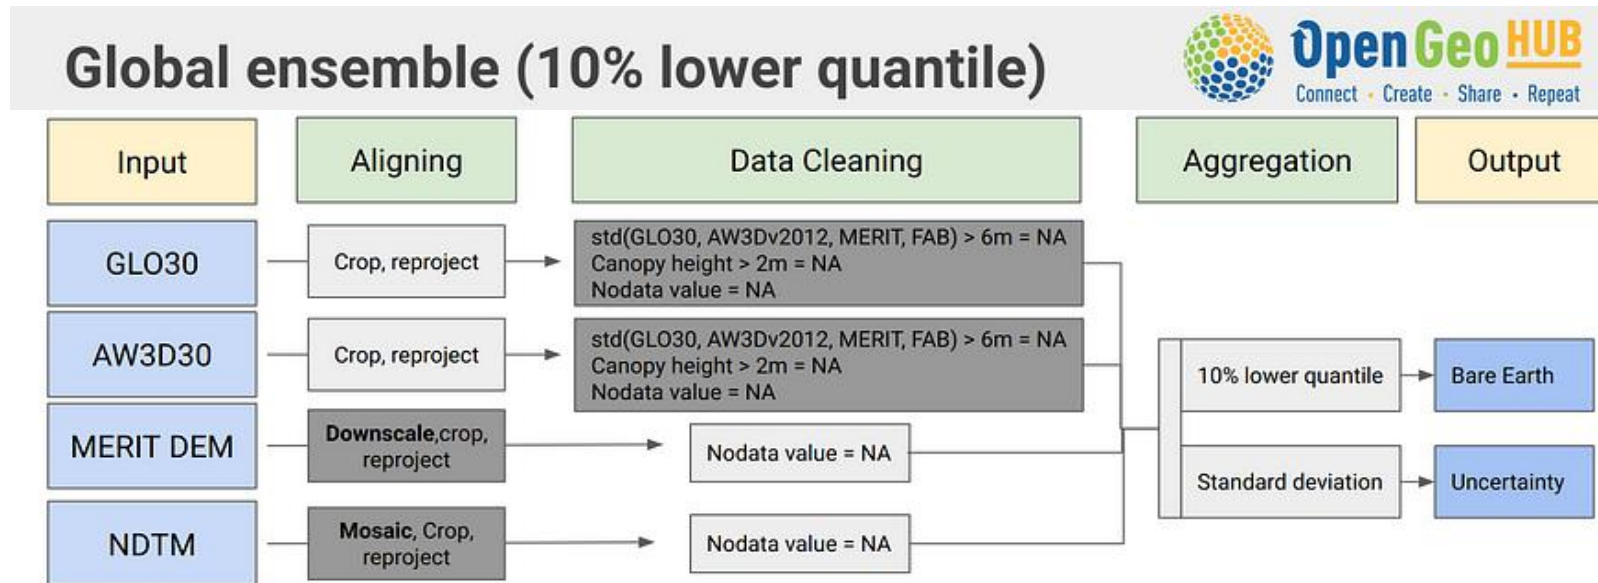 Global ensemble (10% lower quantile)
Open Geo HUB
Connect · Create · Share · Repeat
Input
Aligning
Data Cleaning
Aggregation
Output
GLO30
Crop, reproject
std(GLO30, AW3Dv2012, MERIT, FAB) > 6m = NA
Canopy height > 2m = NA
Nodata value = NA
AW3D30
Crop, reproject
std(GLO30, AW3Dv2012, MERIT, FAB) > 6m = NA
Canopy height > 2m = NA
Nodata value = NA
MERIT DEM
Downscale,crop,
reproject
Nodata value = NA
NDTM
Mosaic, Crop,
reproject
Nodata value = NA
10% lower quantile
Bare Earth
Standard deviation
Uncertainty